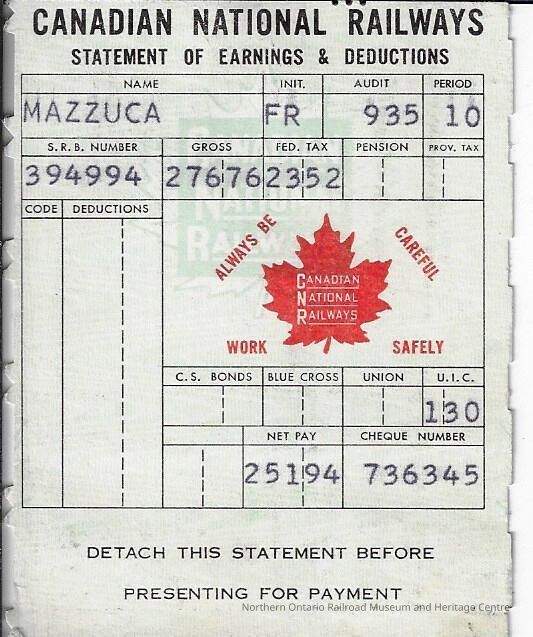 CANADIAN NATIONAL RAILWAYS
STATEMENT OF EARNINGS & DEDUCTIONS
NAME INIT. AUDIT PERIOD
MAZZUCA FR 935 10
S.R.B. NUMBER GROSS FED. TAX PENSION PROV. TAX
394994 27676 2352
CODE DEDUCTIONS
ALWAYS BE CAREFUL
CANADIAN
NATIONAL
RAILWAYS
WORK SAFELY
C.S. BONDS BLUE CROSS UNION U.I.C.
130
NET PAY CHEQUE NUMBER
25194 736345
DETACH THIS STATEMENT BEFORE
PRESENTING FOR PAYMENT
Northern Ontario Railroad Museum and Heritage Centre